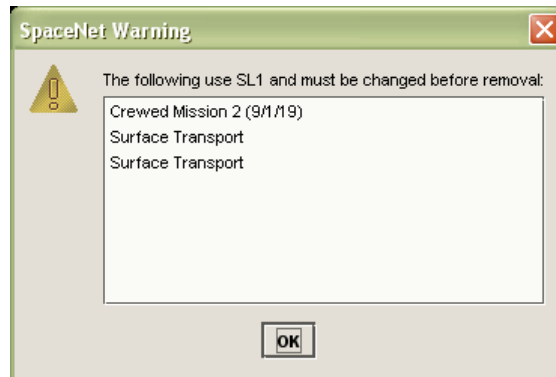 SpaceNet Warning
The following use SL1 and must be changed before removal:
Crewed Mission 2 (9/1/19)
Surface Transport
Surface Transport
OK